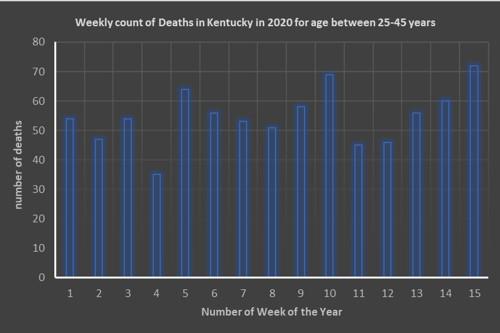 Weekly count of Deaths in Kentucky in 2020 for age between 25-45 years
80
70
60
50
40
30
20
10
0
number of deaths
1 2 3 4 5 6 7 8 9 10 11 12 13 14 15
Number of Week of the Year